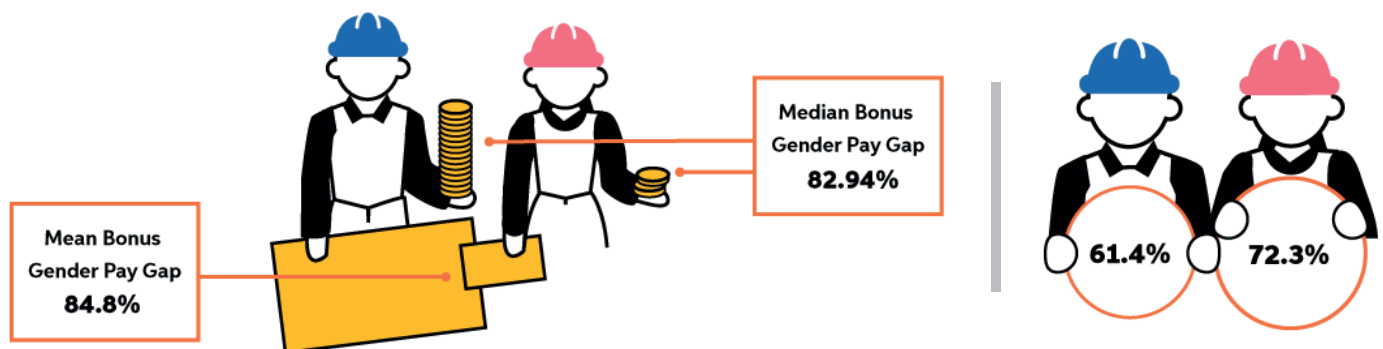 Mean Bonus
Gender Pay Gap
84.8%
Median Bonus
Gender Pay Gap
82.94%
61.4%
72.3%